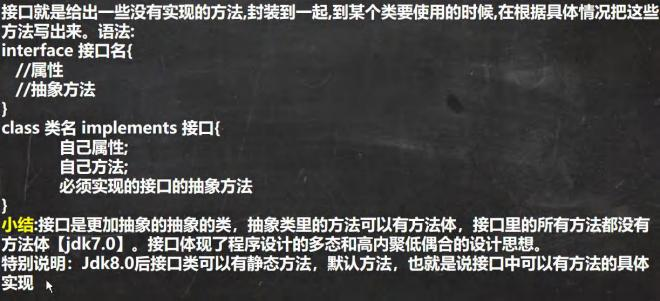 接口就是给出一些没有实现的方法,封装到一起,到某个类要使用的时候,在根据具体情况把这些
方法写出来。语法:
interface 接口名{
//属性
//抽象方法
}
class 类名 implements 接口{
自己属性;
自己方法;
必须实现的接口的抽象方法
}
小结:接口是更加抽象的抽象的类，抽象类里的方法可以有方法体，接口里的所有方法都没有
方法体【jdk7.0】。接口体现了程序设计的多态和高内聚低偶合的设计思想。
特别说明：Jdk8.0后接口类可以有静态方法，默认方法，也就是说接口中可以有方法的具体
实现